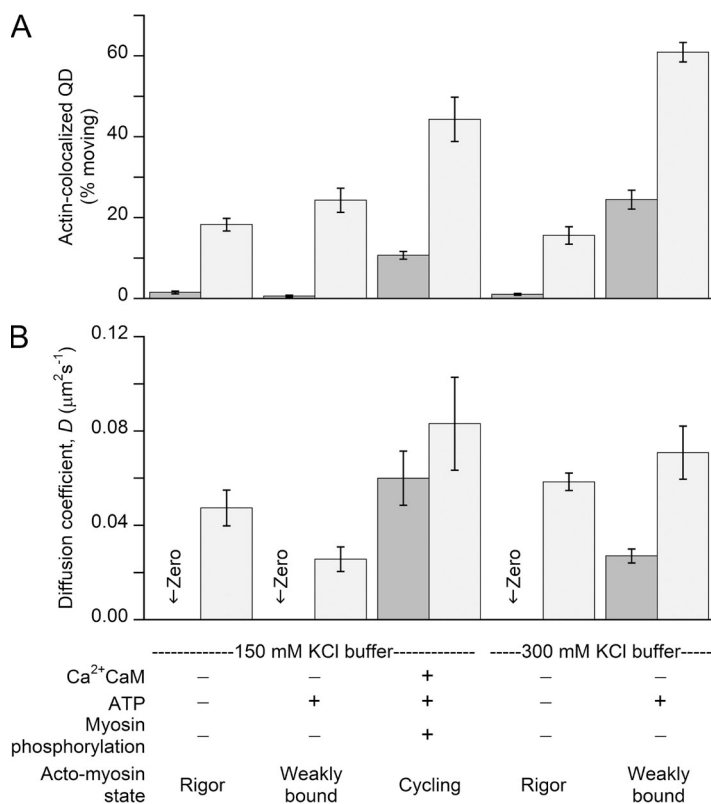 A
Actin-colocalized QD
(% moving)
60
40
20
0
B
Diffusion coefficient, D (μm²s⁻¹)
0.12
0.08
0.04
0.00
←Zero
←Zero
←Zero
------------150 mM KCl buffer------------ -----300 mM KCl buffer-----
Ca²⁺CaM – – + – –
ATP – + + – +
Myosin
phosphorylation – – + – –
Acto-myosin
state
Rigor Weakly
bound Cycling Rigor Weakly
bound